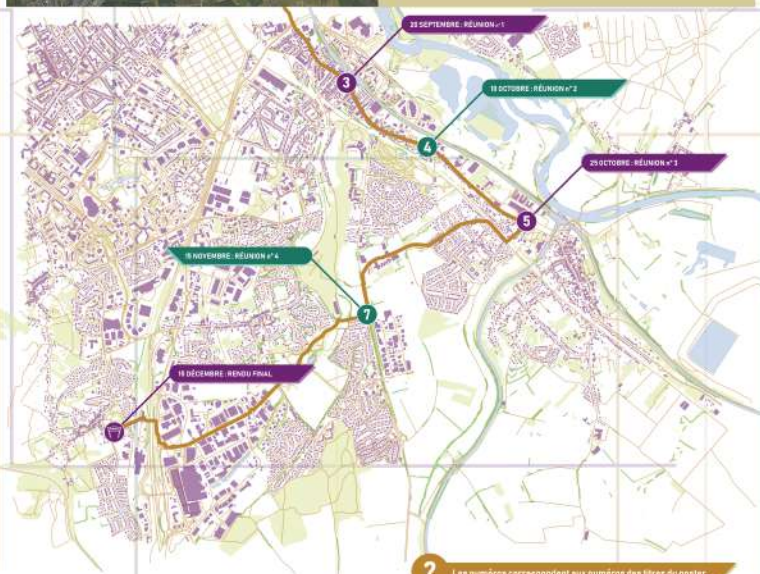 20 SEPTEMBRE : RÉUNION n°1
3
18 OCTOBRE : RÉUNION n° 2
4
25 OCTOBRE : RÉUNION n° 3
5
15 NOVEMBRE : RÉUNION n° 4
7
15 DÉCEMBRE : RENDU FINAL
2
Les numéros correspondent aux numéros des titres du poster